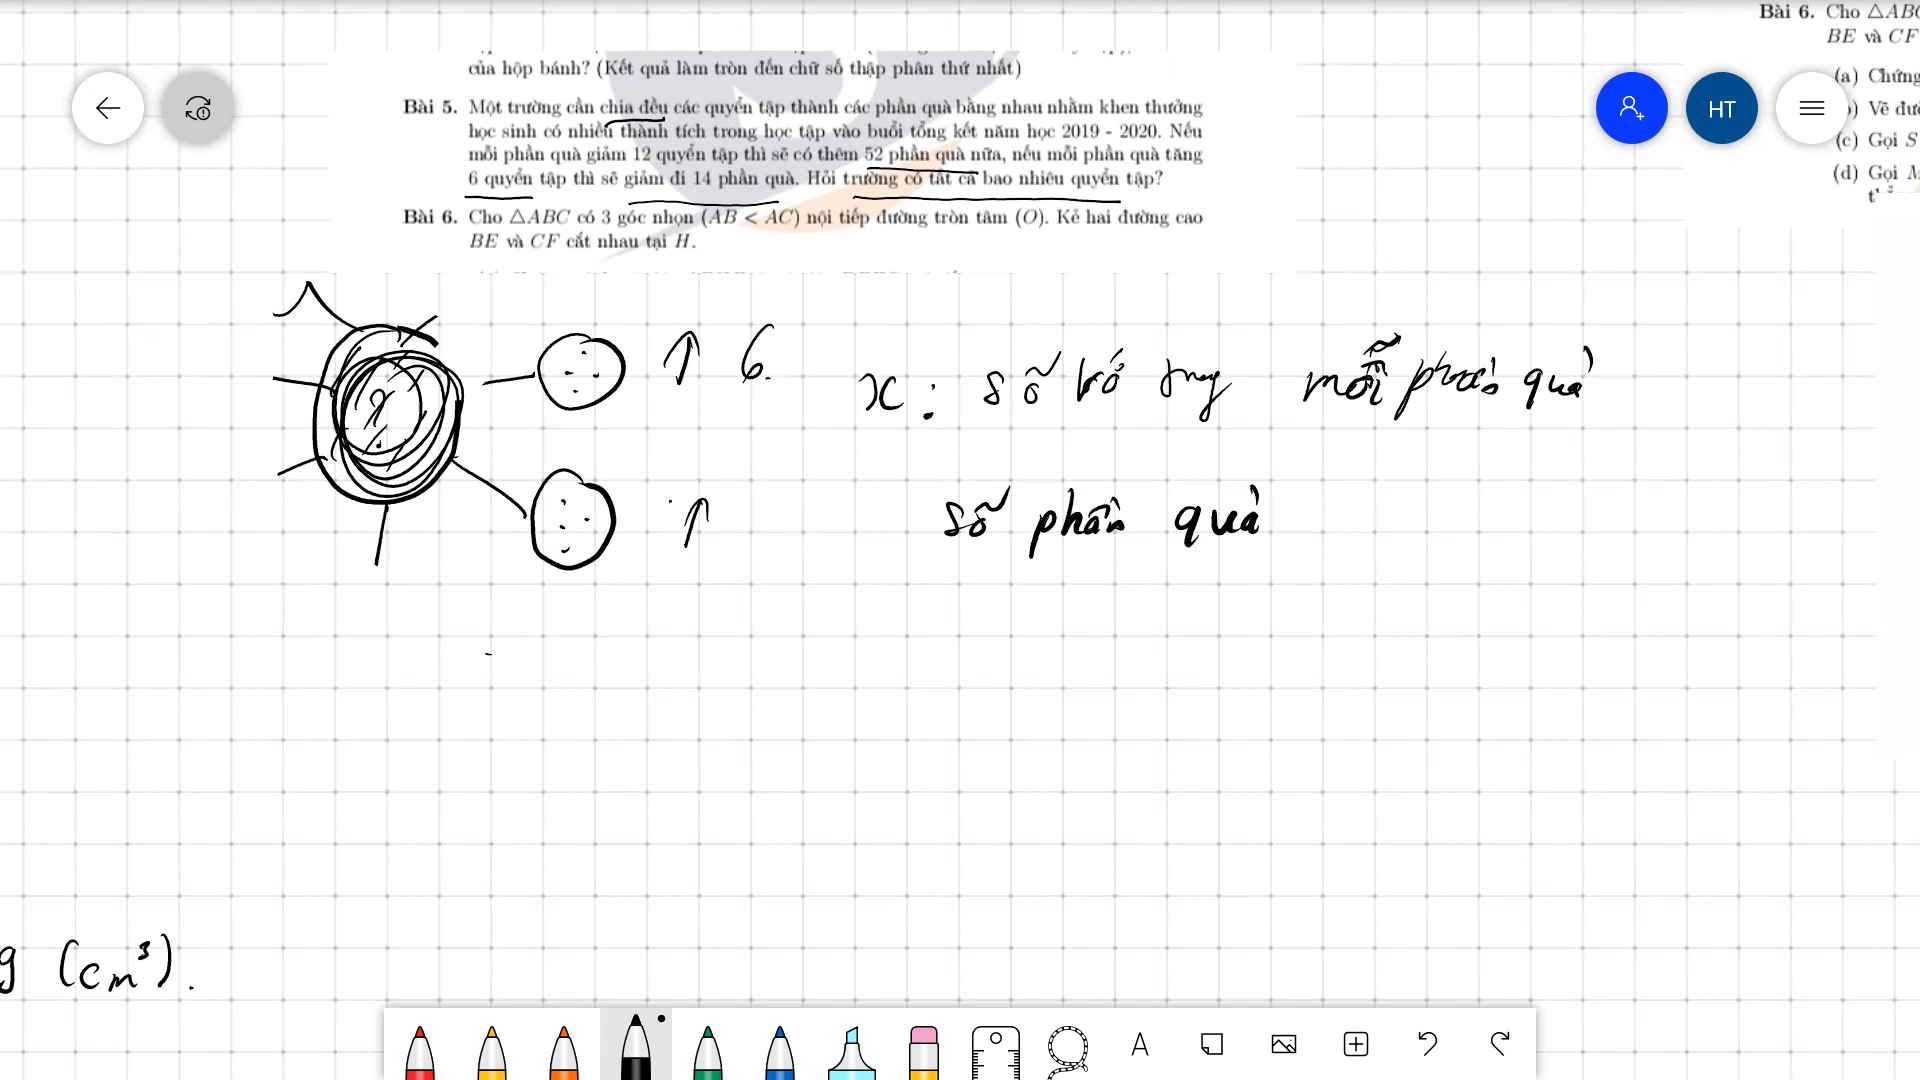 của hộp bánh? (Kết quả làm tròn đến chữ số thập phân thứ nhất)
Bài 5. Một trường cần chia đều các quyển tập thành các phần quà bằng nhau nhằm khen thưởng
học sinh có nhiều thành tích trong học tập vào buổi tổng kết năm học 2019 - 2020. Nếu
mỗi phần quà giảm 12 quyển tập thì sẽ có thêm 52 phần quà nữa, nếu mỗi phần quà tăng
6 quyển tập thì sẽ giảm đi 14 phần quà. Hỏi trường có tất cả bao nhiêu quyển tập?
Bài 6. Cho △ABC có 3 góc nhọn (AB < AC) nội tiếp đường tròn tâm (O). Kẻ hai đường cao
BE và CF cắt nhau tại H.
Bài 6. Cho △ABC
BE và CF
(a) Chứng
) Vẽ đư
(c) Gọi S
(d) Gọi M
HT
↑ 6.
x : số mỗi phần quà
↑
số phần quà
g (cm³).
A